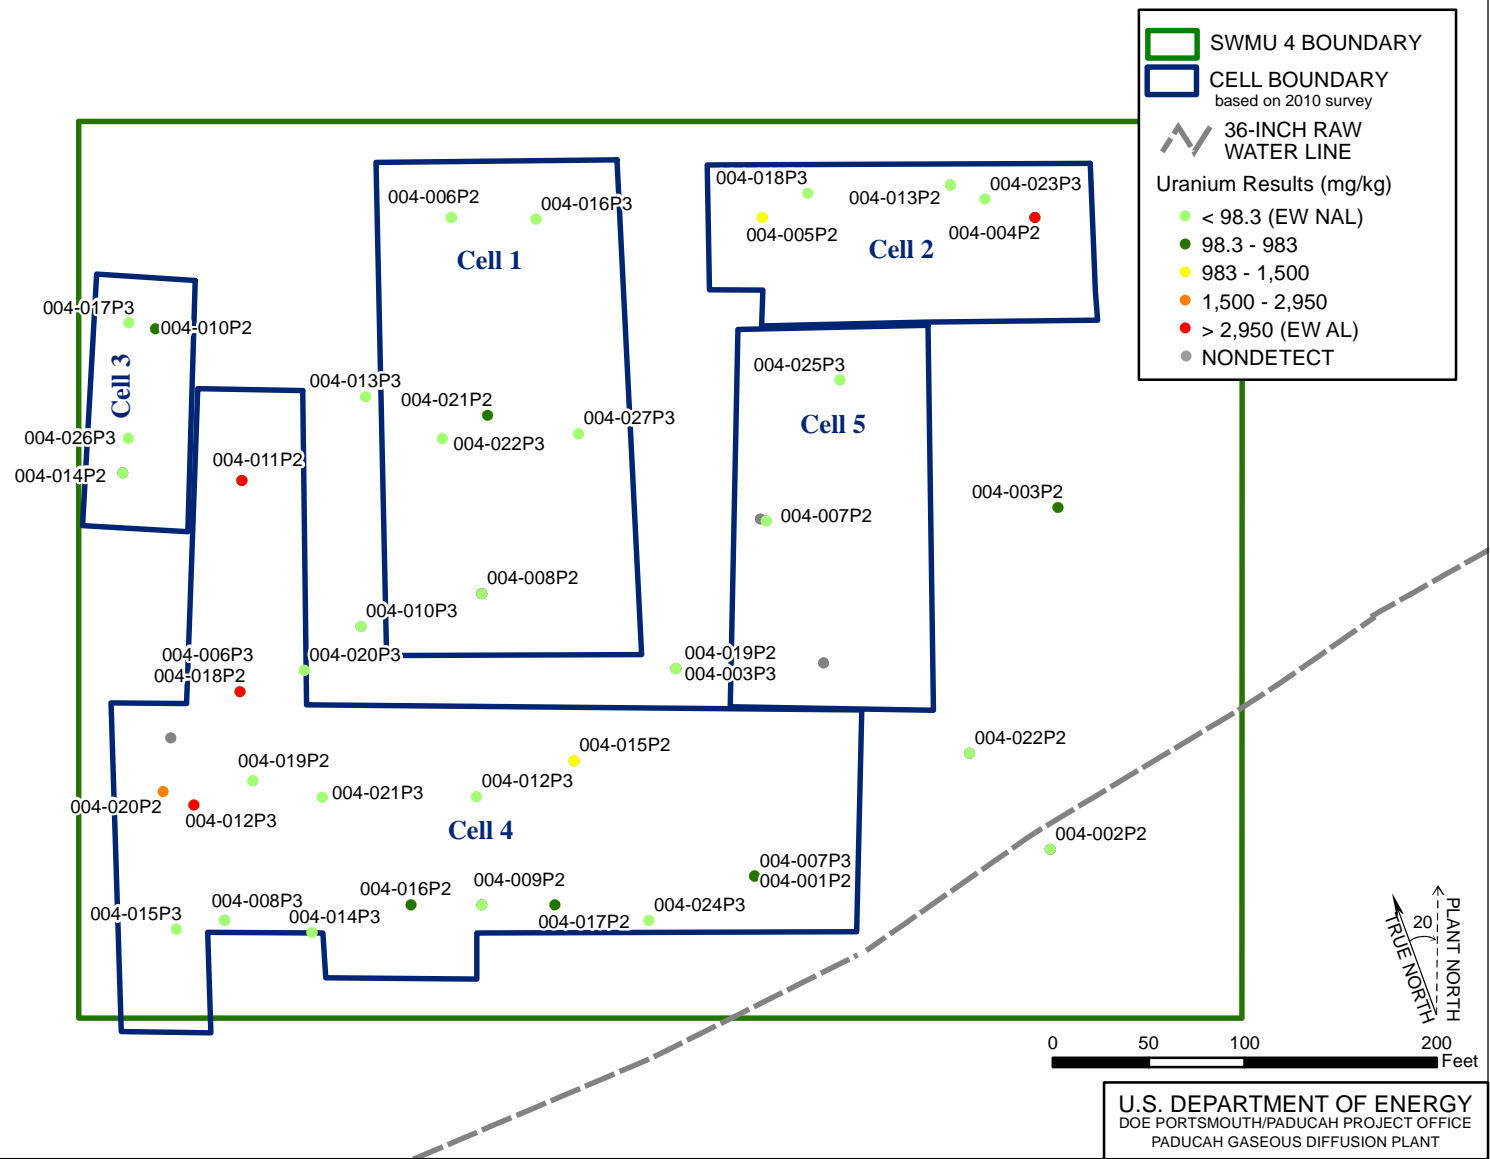 SWMU 4 BOUNDARY
CELL BOUNDARY
based on 2010 survey
36-INCH RAW
WATER LINE
Uranium Results (mg/kg)
< 98.3 (EW NAL)
98.3 - 983
983 - 1,500
1,500 - 2,950
> 2,950 (EW AL)
NONDETECT
004-018P3
004-013P2
004-023P3
004-005P2
004-004P2
Cell 2
004-006P2
004-016P3
Cell 1
004-017P3
004-010P2
Cell 3
004-026P3
004-014P2
004-013P3
004-021P2
004-022P3
004-027P3
004-025P3
Cell 5
004-011P2
004-003P2
004-007P2
004-008P2
004-010P3
004-020P3
004-006P3
004-018P2
004-019P2
004-003P3
004-022P2
004-015P2
004-019P2
004-021P3
004-012P3
004-020P2
004-012P3
Cell 4
004-002P2
004-007P3
004-001P2
004-016P2
004-009P2
004-017P2
004-024P3
004-015P3
004-008P3
004-014P3
TRUE NORTH
20
PLANT NORTH
0 50 100 200
Feet
U.S. DEPARTMENT OF ENERGY
DOE PORTSMOUTH/PADUCAH PROJECT OFFICE
PADUCAH GASEOUS DIFFUSION PLANT